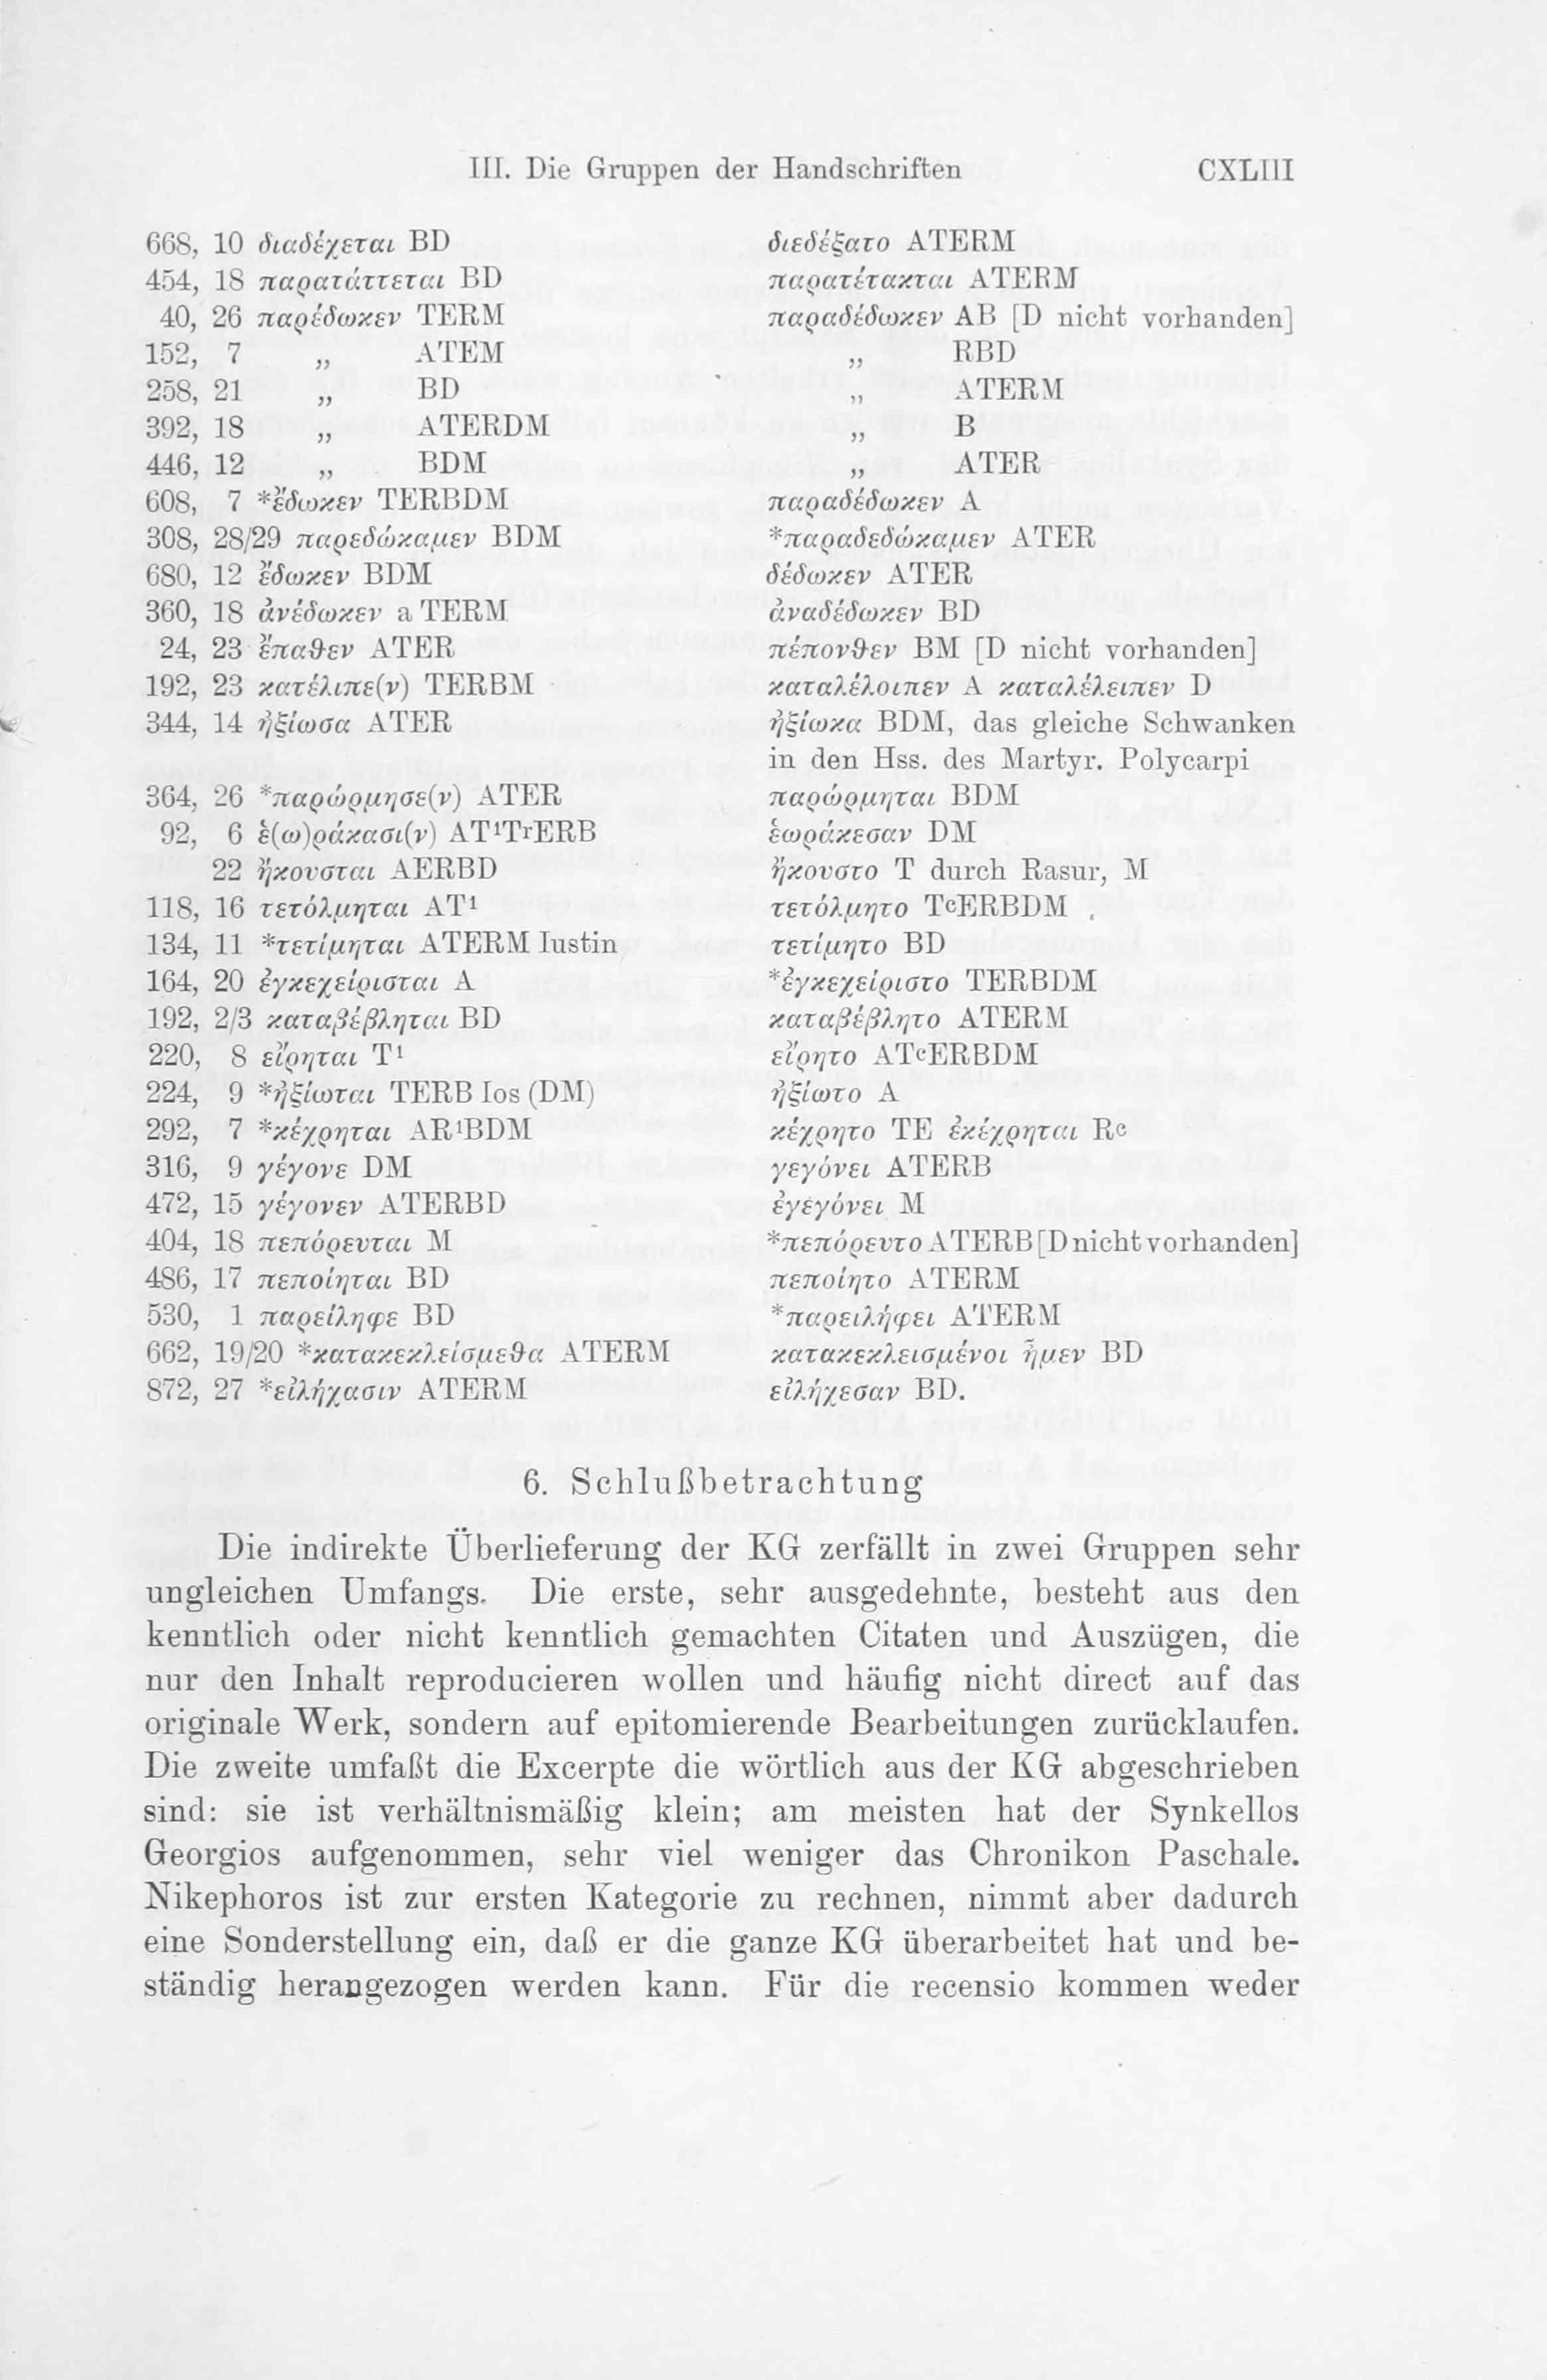 III. Die Gruppen der Handschriften CXLIII
668, 10 διαδέχεται BD διεδέξατο ATERM
454, 18 παρατάττεται BD παρατέτακται ATERM
40, 26 παρέδωκεν TERM παραδέδωκεν AB [D nicht vorhanden]
152, 7 „ ATEM „ RBD
258, 21 „ BD „ ATERM
392, 18 „ ATERDM „ B
446, 12 „ BDM „ ATER
608, 7 *ἔδωκεν TERBDM παραδέδωκεν A
308, 28/29 παρεδώκαμεν BDM *παραδεδώκαμεν ATER
680, 12 ἔδωκεν BDM δέδωκεν ATER
360, 18 ἀνέδωκεν a TERM ἀναδέδωκεν BD
24, 23 ἔπαθεν ATER πέπονθεν BM [D nicht vorhanden]
192, 23 κατέλιπε(ν) TERBM καταλέλοιπεν A καταλέλειπεν D
344, 14 ἠξίωσα ATER ἠξίωκα BDM, das gleiche Schwanken
in den Hss. des Martyr. Polycarpi
364, 26 *παρώρμησε(ν) ATER παρώρμηται BDM
92, 6 ἑ(ω)ράκασι(ν) AT¹TʳERB ἑωράκεσαν DM
22 ἤκουσται AERBD ἤκουστο T durch Rasur, M
118, 16 τετόλμηται AT¹ τετόλμητο TᶜERBDM
134, 11 *τετίμηται ATERM Iustin τετίμητο BD
164, 20 ἐγκεχείρισται A *ἐγκεχείριστο TERBDM
192, 2/3 καταβέβληται BD καταβέβλητο ATERM
220, 8 εἴρηται T¹ εἴρητο ATᶜERBDM
224, 9 *ἠξίωται TERB Ios (DM) ἠξίωτο A
292, 7 *κέχρηται AR¹BDM κέχρητο TE ἐκέχρηται Rᶜ
316, 9 γέγονε DM γεγόνει ATERB
472, 15 γέγονεν ATERBD ἐγεγόνει M
404, 18 πεπόρευται M *πεπόρευτο ATERB [D nicht vorhanden]
486, 17 πεποίηται BD πεποίητο ATERM
530, 1 παρείληφε BD *παρειλήφει ATERM
662, 19/20 *κατακεκλείσμεθα ATERM κατακεκλεισμένοι ἦμεν BD
872, 27 *εἰλήχασιν ATERM εἰλήχεσαν BD.
6. Schlußbetrachtung
Die indirekte Überlieferung der KG zerfällt in zwei Gruppen sehr
ungleichen Umfangs. Die erste, sehr ausgedehnte, besteht aus den
kenntlich oder nicht kenntlich gemachten Citaten und Auszügen, die
nur den Inhalt reproducieren wollen und häufig nicht direct auf das
originale Werk, sondern auf epitomierende Bearbeitungen zurücklaufen.
Die zweite umfaßt die Excerpte die wörtlich aus der KG abgeschrieben
sind: sie ist verhältnismäßig klein; am meisten hat der Synkellos
Georgios aufgenommen, sehr viel weniger das Chronikon Paschale.
Nikephoros ist zur ersten Kategorie zu rechnen, nimmt aber dadurch
eine Sonderstellung ein, daß er die ganze KG überarbeitet hat und be-
ständig herangezogen werden kann. Für die recensio kommen weder